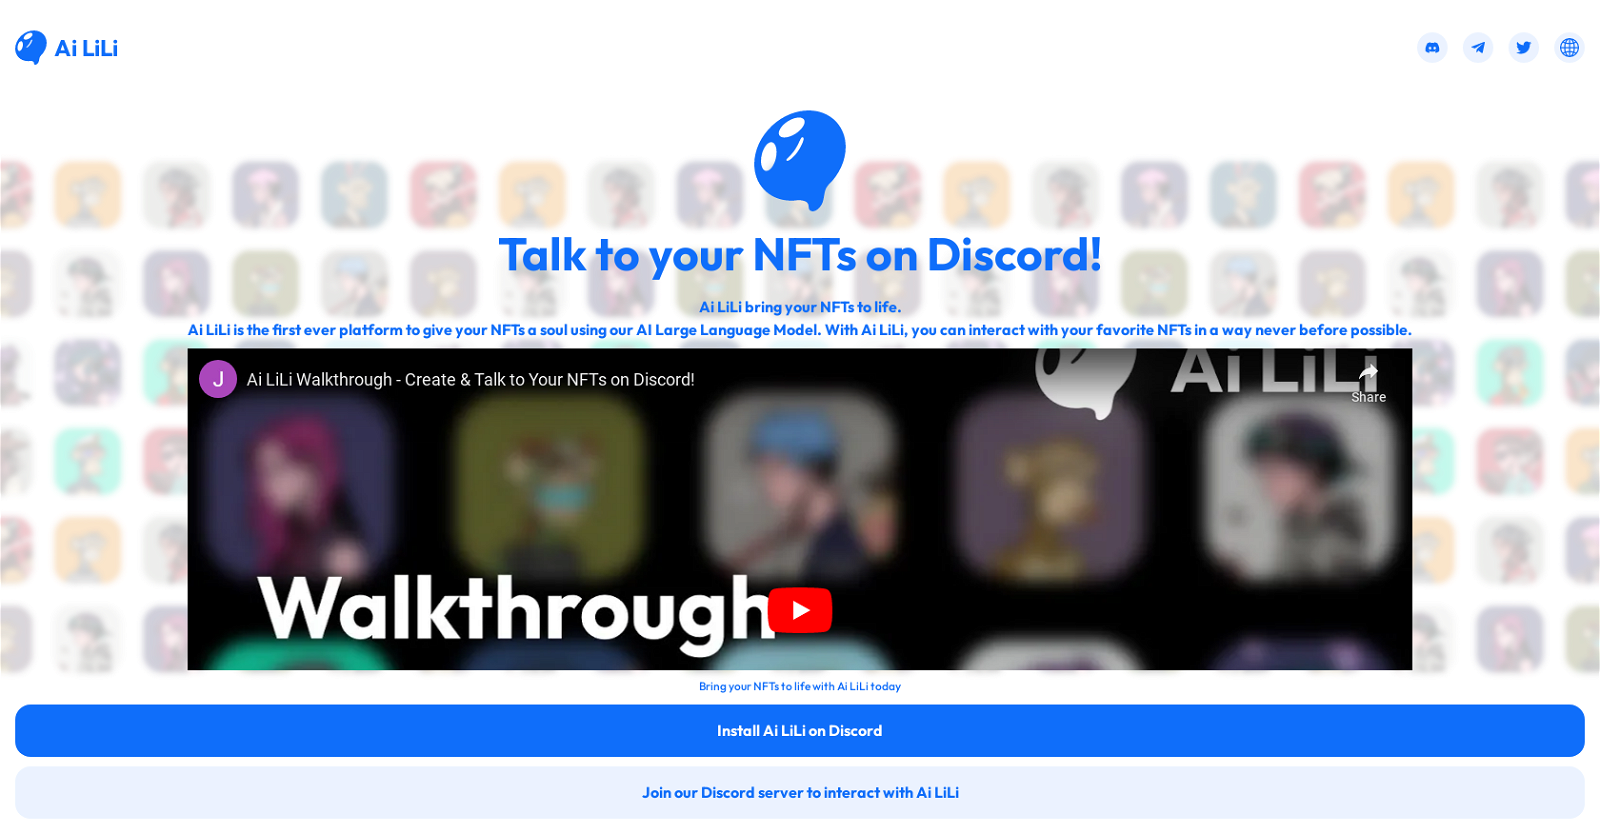 Ai LiLi
Talk to your NFTs on Discord!
Ai LiLi bring your NFTs to life.
Ai LiLi is the first ever platform to give your NFTs a soul using our AI Large Language Model. With Ai LiLi, you can interact with your favorite NFTs in a way never before possible.
Ai LiLi
J
Ai LiLi Walkthrough - Create & Talk to Your NFTs on Discord!
Share
Walkthrough
Bring your NFTs to life with Ai LiLi today
Install Ai LiLi on Discord
Join our Discord server to interact with Ai LiLi